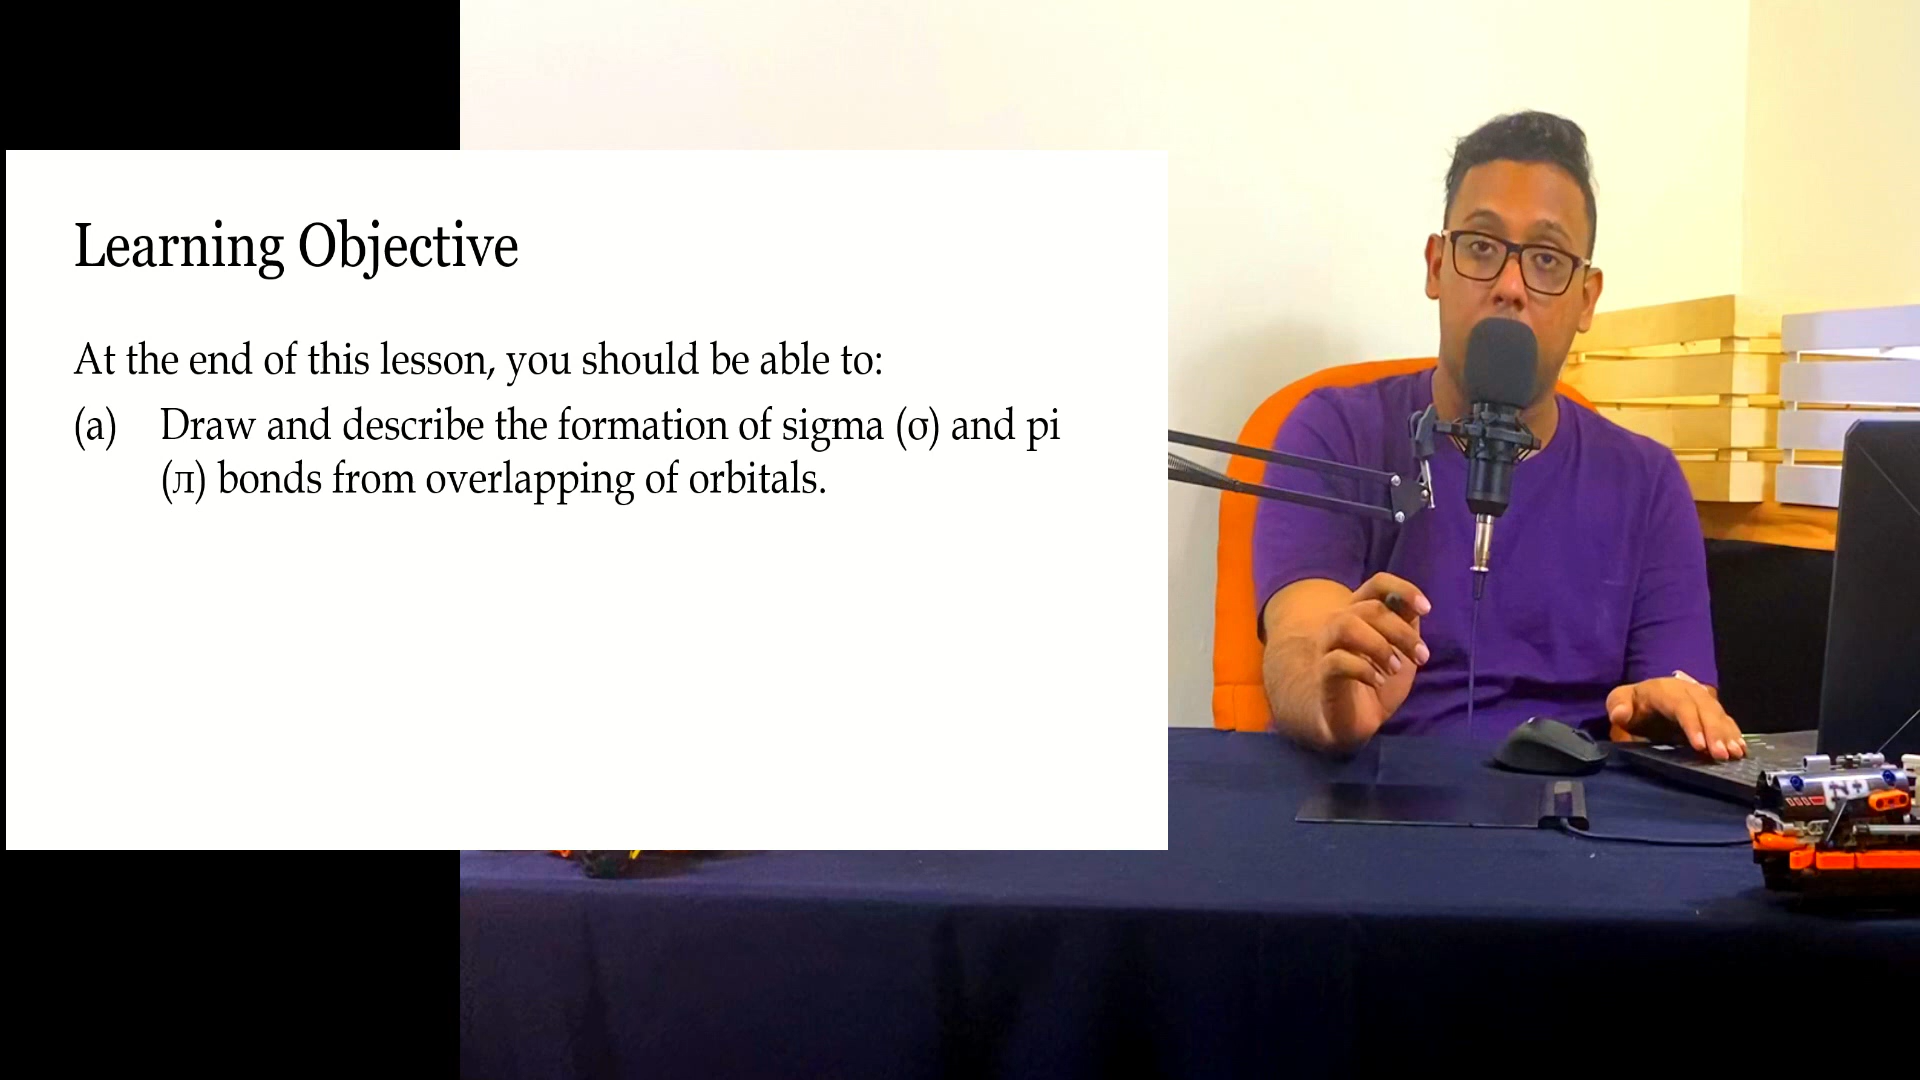 Learning Objective
At the end of this lesson, you should be able to:
(a) Draw and describe the formation of sigma (σ) and pi
(π) bonds from overlapping of orbitals.